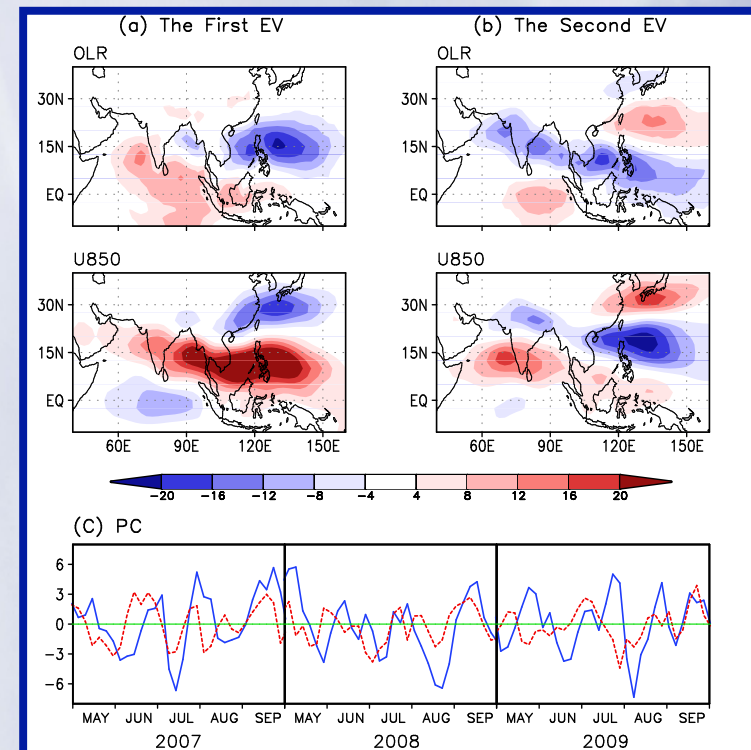 (a) The First EV (b) The Second EV
OLR OLR
30N 30N
15N 15N
EQ EQ
U850 U850
30N 30N
15N 15N
EQ EQ
60E 90E 120E 150E 60E 90E 120E 150E
-20 -16 -12 -8 -4 4 8 12 16 20
(C) PC
6
3
0
-3
-6
MAY JUN JUL AUG SEP MAY JUN JUL AUG SEP MAY JUN JUL AUG SEP
2007 2008 2009